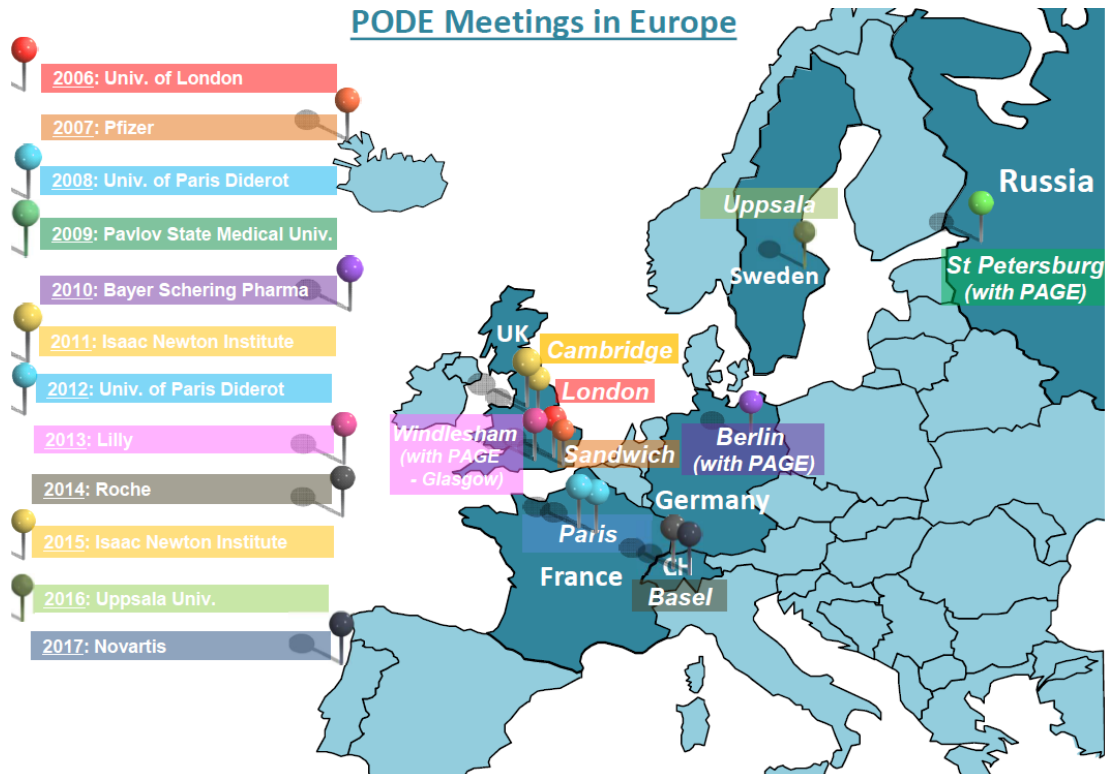 PODE Meetings in Europe
2006: Univ. of London
2007: Pfizer
2008: Univ. of Paris Diderot
2009: Pavlov State Medical Univ.
2010: Bayer Schering Pharma
2011: Isaac Newton Institute
2012: Univ. of Paris Diderot
2013: Lilly
2014: Roche
2015: Isaac Newton Institute
2016: Uppsala Univ.
2017: Novartis
Russia
Uppsala
St Petersburg
(with PAGE)
Sweden
UK
Cambridge
London
Windlesham
(with PAGE
- Glasgow)
Sandwich
Berlin
(with PAGE)
Germany
Paris
France
CH
Basel